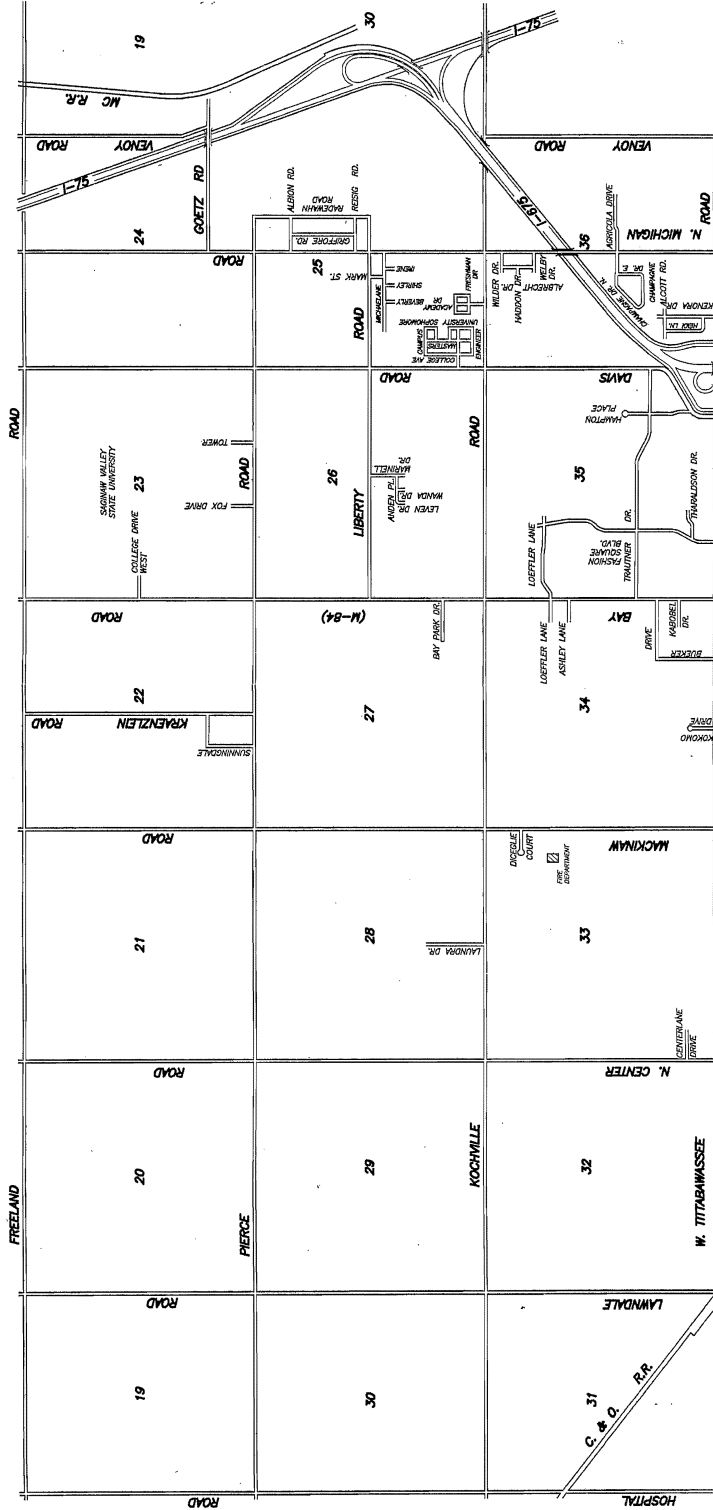 19
30
MC R.R.
I-75
I-75
VENOY ROAD
VENOY ROAD
I-675
GOETZ RD
ALBION RD.
RADEWAHN ROAD
REISIG RD.
GRIFFORE RD.
24
ROAD
25
36
AGRICOLA DRIVE
N. MICHIGAN
ROAD
MARK ST.
MICHAELANE
IRENE
SHIRLEY
BEVERLY
FRESHMAN DR
ACADEMY DR
UNIVERSITY
SOPHOMORE
CAMPUS
MASTERS
COLLEGE AVE
ENGINEER
WILDER DR.
HADDON DR.
ALBRECHT DR.
WELBY DR.
CHAMPAGNE DR. N.
CHAMPAGNE DR. E.
ALCOTT RD.
KENORA DR
HEIDI LN.
ROAD
ROAD
DAVIS
HAMPTON PLACE
ROAD
TOWER
SAGINAW VALLEY
STATE UNIVERSITY
23
ROAD
FOX DRIVE
COLLEGE DRIVE
WEST
26
LIBERTY
ROAD
MARINELL DR.
ANDEN PL.
WANDA DR.
LEVEN DR.
35
LOEFFLER LANE
FASHION SQUARE BLVD.
TRAUTNER DR.
THARALDSON DR.
ROAD
(M-84)
BAY
BAY PARK DR.
LOEFFLER LANE
ASHLEY LANE
KABOBEL DR.
BUEKER
DRIVE
22
27
34
KRAENZLEIN ROAD
SUNNINGDALE
KOKOMO DRIVE
ROAD
MACKINAW
DICEGLIE
COURT
FIRE
DEPARTMENT
21
28
33
LAUNDRA DR.
CENTERLANE
DRIVE
ROAD
N. CENTER
20
29
32
FREELAND
PIERCE
KOCHVILLE
W. TITTABAWASSEE
ROAD
LAWNDALE
19
30
31
C. & O. R.R.
ROAD
HOSPITAL